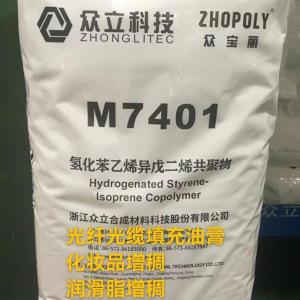 众立科技
ZHONGLITEC
ZHOPOLY
众宝丽
M7401
氢化苯乙烯异戊二烯共聚物
Hydrogenated Styrene-
Isoprene Copolymer
浙江众立合成材料科技股份有限公司
光纤光缆填充油膏
化妆品增稠
润滑脂增稠